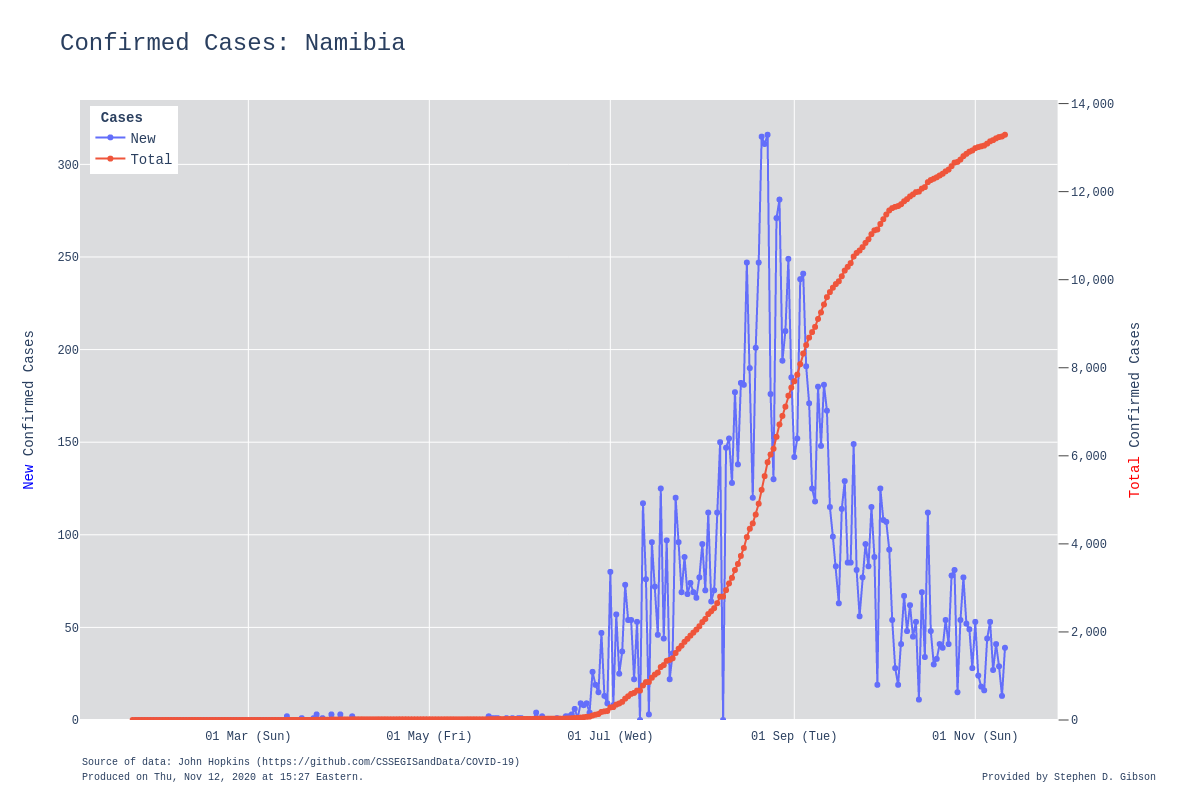 Confirmed Cases: Namibia
Cases
New
Total
14,000
12,000
10,000
8,000
6,000
4,000
2,000
0
300
250
200
150
100
50
0
New Confirmed Cases
Total Confirmed Cases
01 Mar (Sun)
01 May (Fri)
01 Jul (Wed)
01 Sep (Tue)
01 Nov (Sun)
Source of data: John Hopkins (https://github.com/CSSEGISandData/COVID-19)
Produced on Thu, Nov 12, 2020 at 15:27 Eastern.
Provided by Stephen D. Gibson